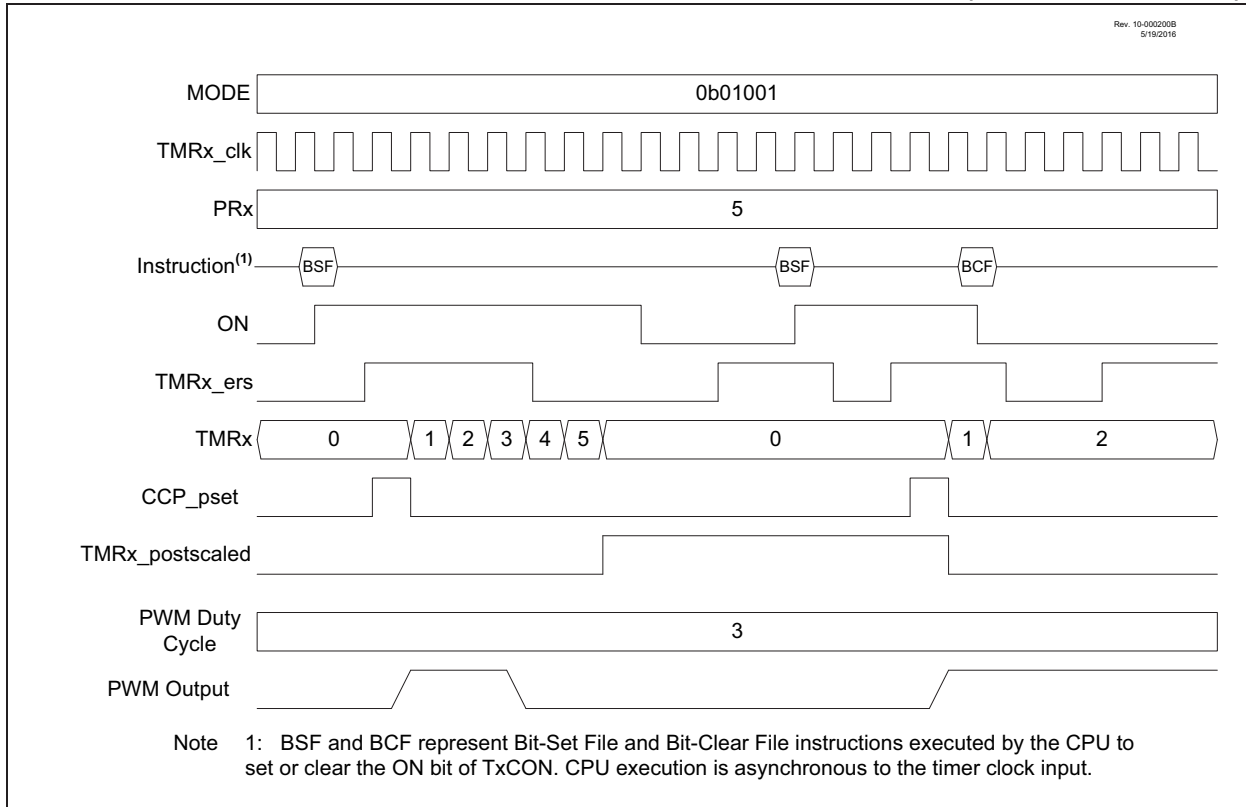 Rev. 10-000200B
5/19/2016
MODE 0b01001
TMRx_clk
PRx 5
Instruction(1) BSF BSF BCF
ON
TMRx_ers
TMRx 0 1 2 3 4 5 0 1 2
CCP_pset
TMRx_postscaled
PWM Duty
Cycle 3
PWM Output
Note 1: BSF and BCF represent Bit-Set File and Bit-Clear File instructions executed by the CPU to
set or clear the ON bit of TxCON. CPU execution is asynchronous to the timer clock input.